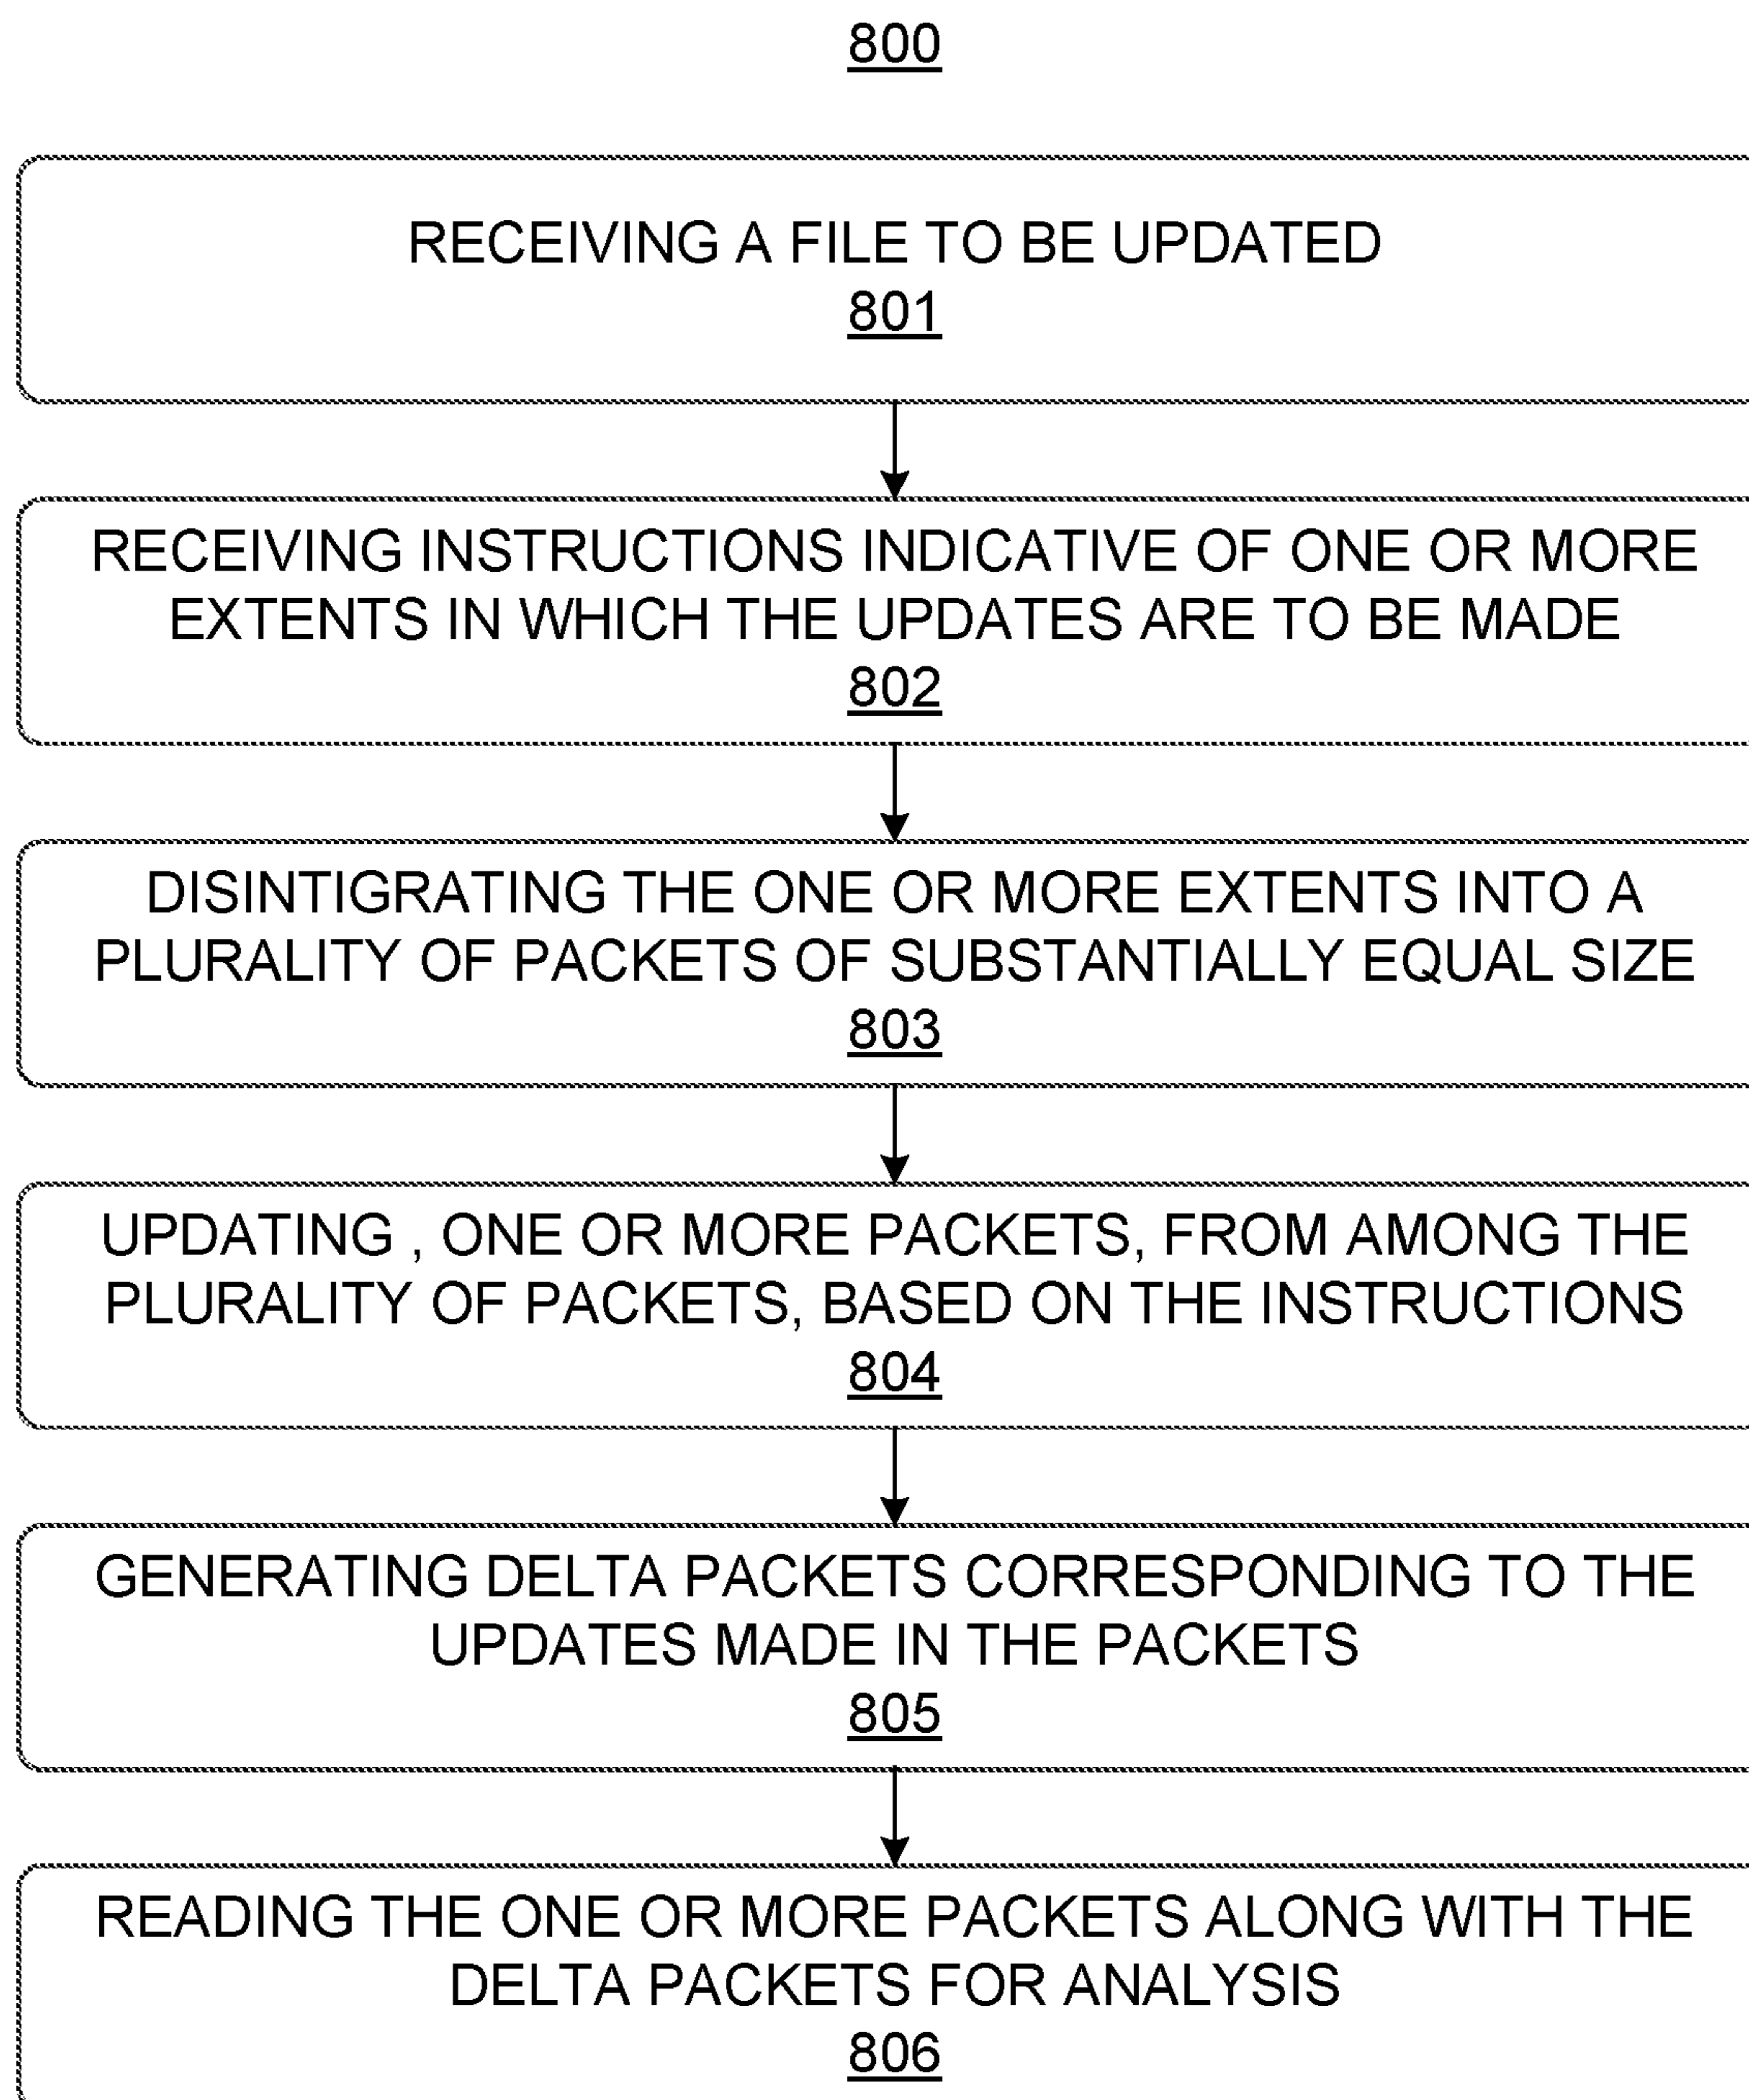 800
RECEIVING A FILE TO BE UPDATED
801
RECEIVING INSTRUCTIONS INDICATIVE OF ONE OR MORE
EXTENTS IN WHICH THE UPDATES ARE TO BE MADE
802
DISINTIGRATING THE ONE OR MORE EXTENTS INTO A
PLURALITY OF PACKETS OF SUBSTANTIALLY EQUAL SIZE
803
UPDATING , ONE OR MORE PACKETS, FROM AMONG THE
PLURALITY OF PACKETS, BASED ON THE INSTRUCTIONS
804
GENERATING DELTA PACKETS CORRESPONDING TO THE
UPDATES MADE IN THE PACKETS
805
READING THE ONE OR MORE PACKETS ALONG WITH THE
DELTA PACKETS FOR ANALYSIS
806